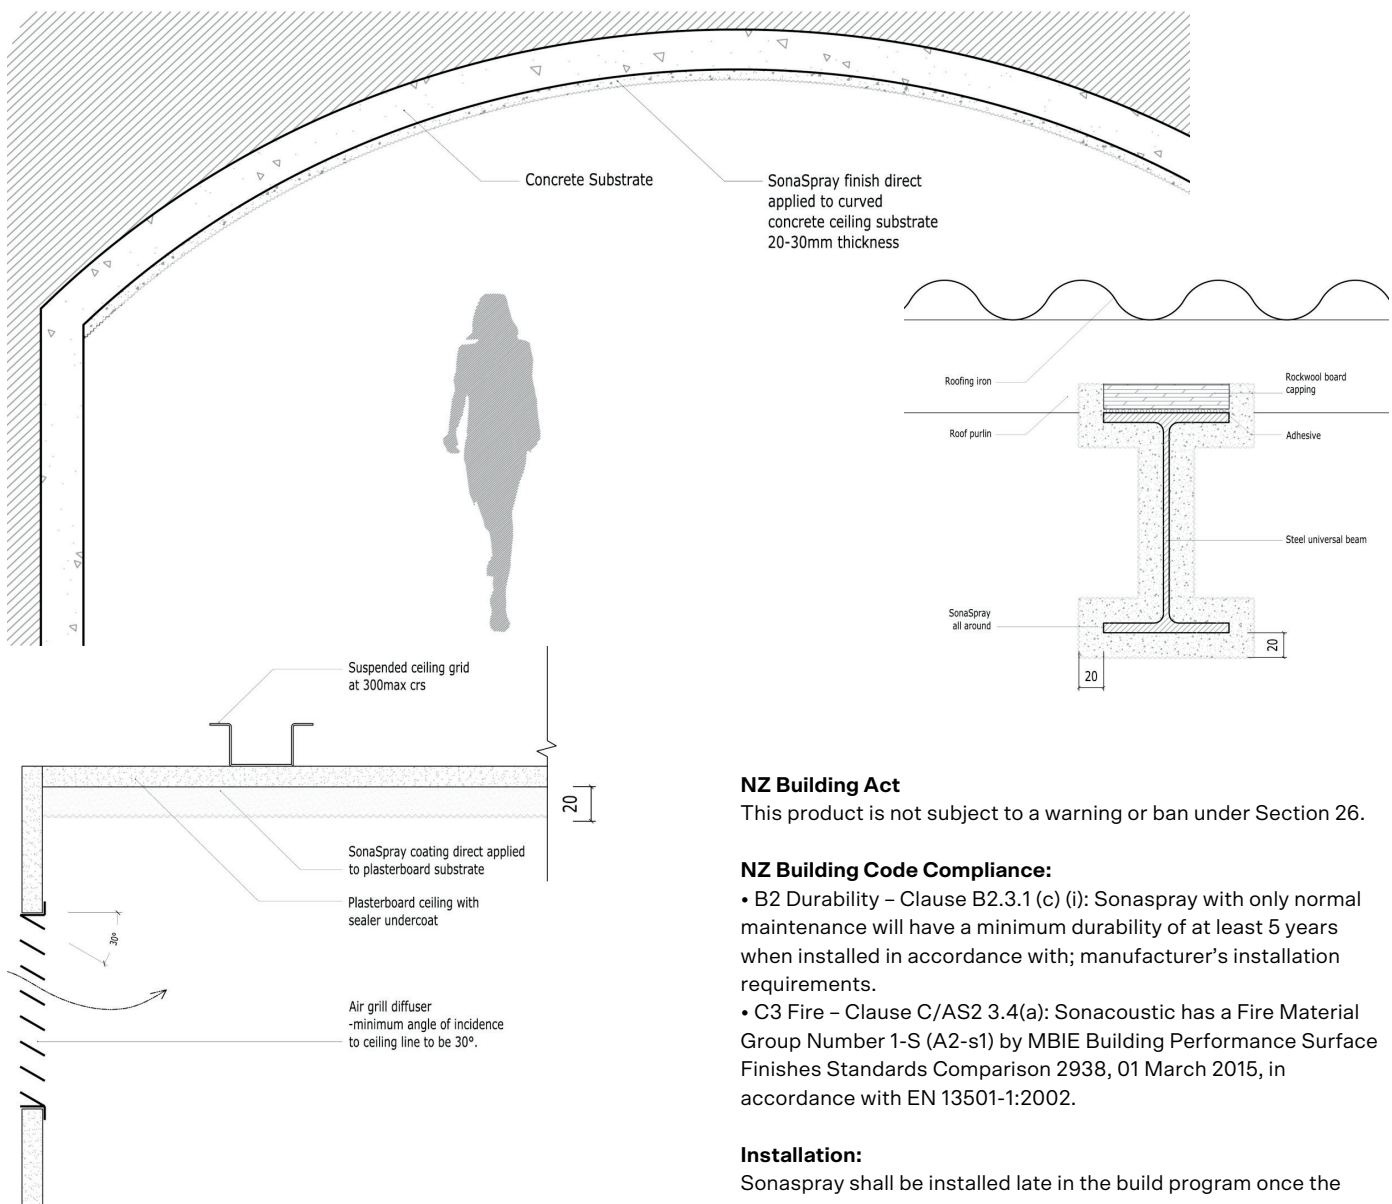 Concrete Substrate
SonaSpray finish direct
applied to curved
concrete ceiling substrate
20-30mm thickness
Roofing iron
Rockwool board
capping
Roof purlin
Adhesive
Steel universal beam
SonaSpray
all around
20
20
Suspended ceiling grid
at 300max crs
20
SonaSpray coating direct applied
to plasterboard substrate
Plasterboard ceiling with
sealer undercoat
30°
Air grill diffuser
-minimum angle of incidence
to ceiling line to be 30°.
NZ Building Act
This product is not subject to a warning or ban under Section 26.
NZ Building Code Compliance:
• B2 Durability – Clause B2.3.1 (c) (i): Sonaspray with only normal
maintenance will have a minimum durability of at least 5 years
when installed in accordance with; manufacturer’s installation
requirements.
• C3 Fire – Clause C/AS2 3.4(a): Sonacoustic has a Fire Material
Group Number 1-S (A2-s1) by MBIE Building Performance Surface
Finishes Standards Comparison 2938, 01 March 2015, in
accordance with EN 13501-1:2002.
Installation:
Sonaspray shall be installed late in the build program once the